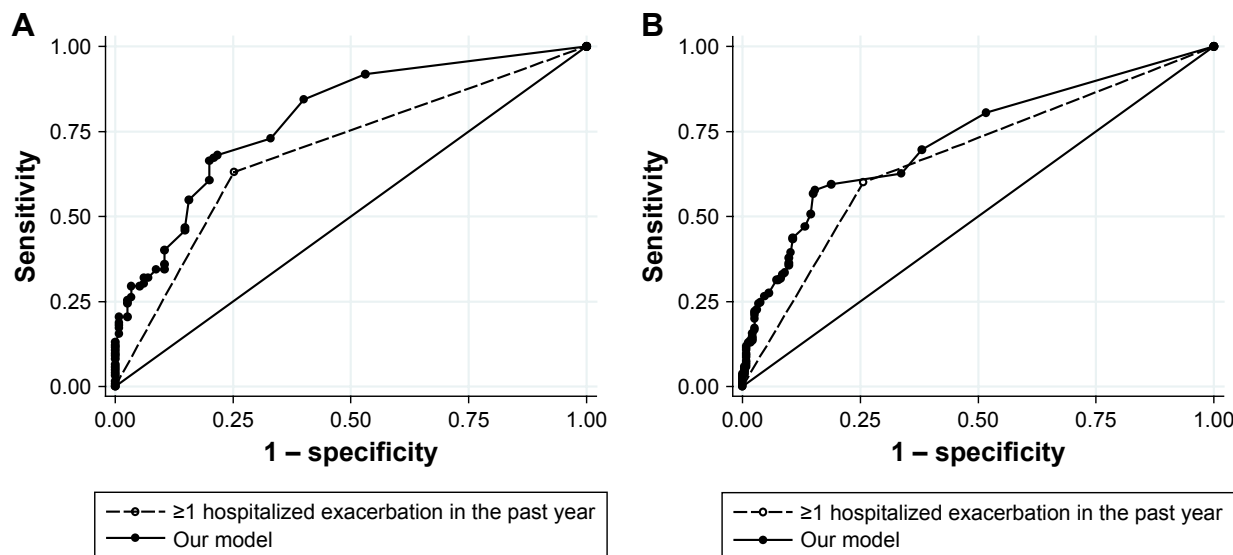 A
1.00
0.75
0.50
0.25
0.00
Sensitivity
0.00 0.25 0.50 0.75 1.00
1 – specificity
≥1 hospitalized exacerbation in the past year
Our model
B
1.00
0.75
0.50
0.25
0.00
Sensitivity
0.00 0.25 0.50 0.75 1.00
1 – specificity
≥1 hospitalized exacerbation in the past year
Our model